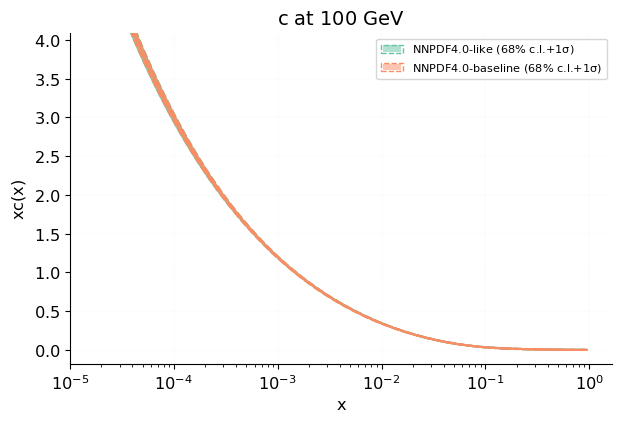 c at 100 GeV
NNPDF4.0-like (68% c.l.+1σ)
NNPDF4.0-baseline (68% c.l.+1σ)
xc(x)
4.0
3.5
3.0
2.5
2.0
1.5
1.0
0.5
0.0
10⁻⁵ 10⁻⁴ 10⁻³ 10⁻² 10⁻¹ 10⁰
x